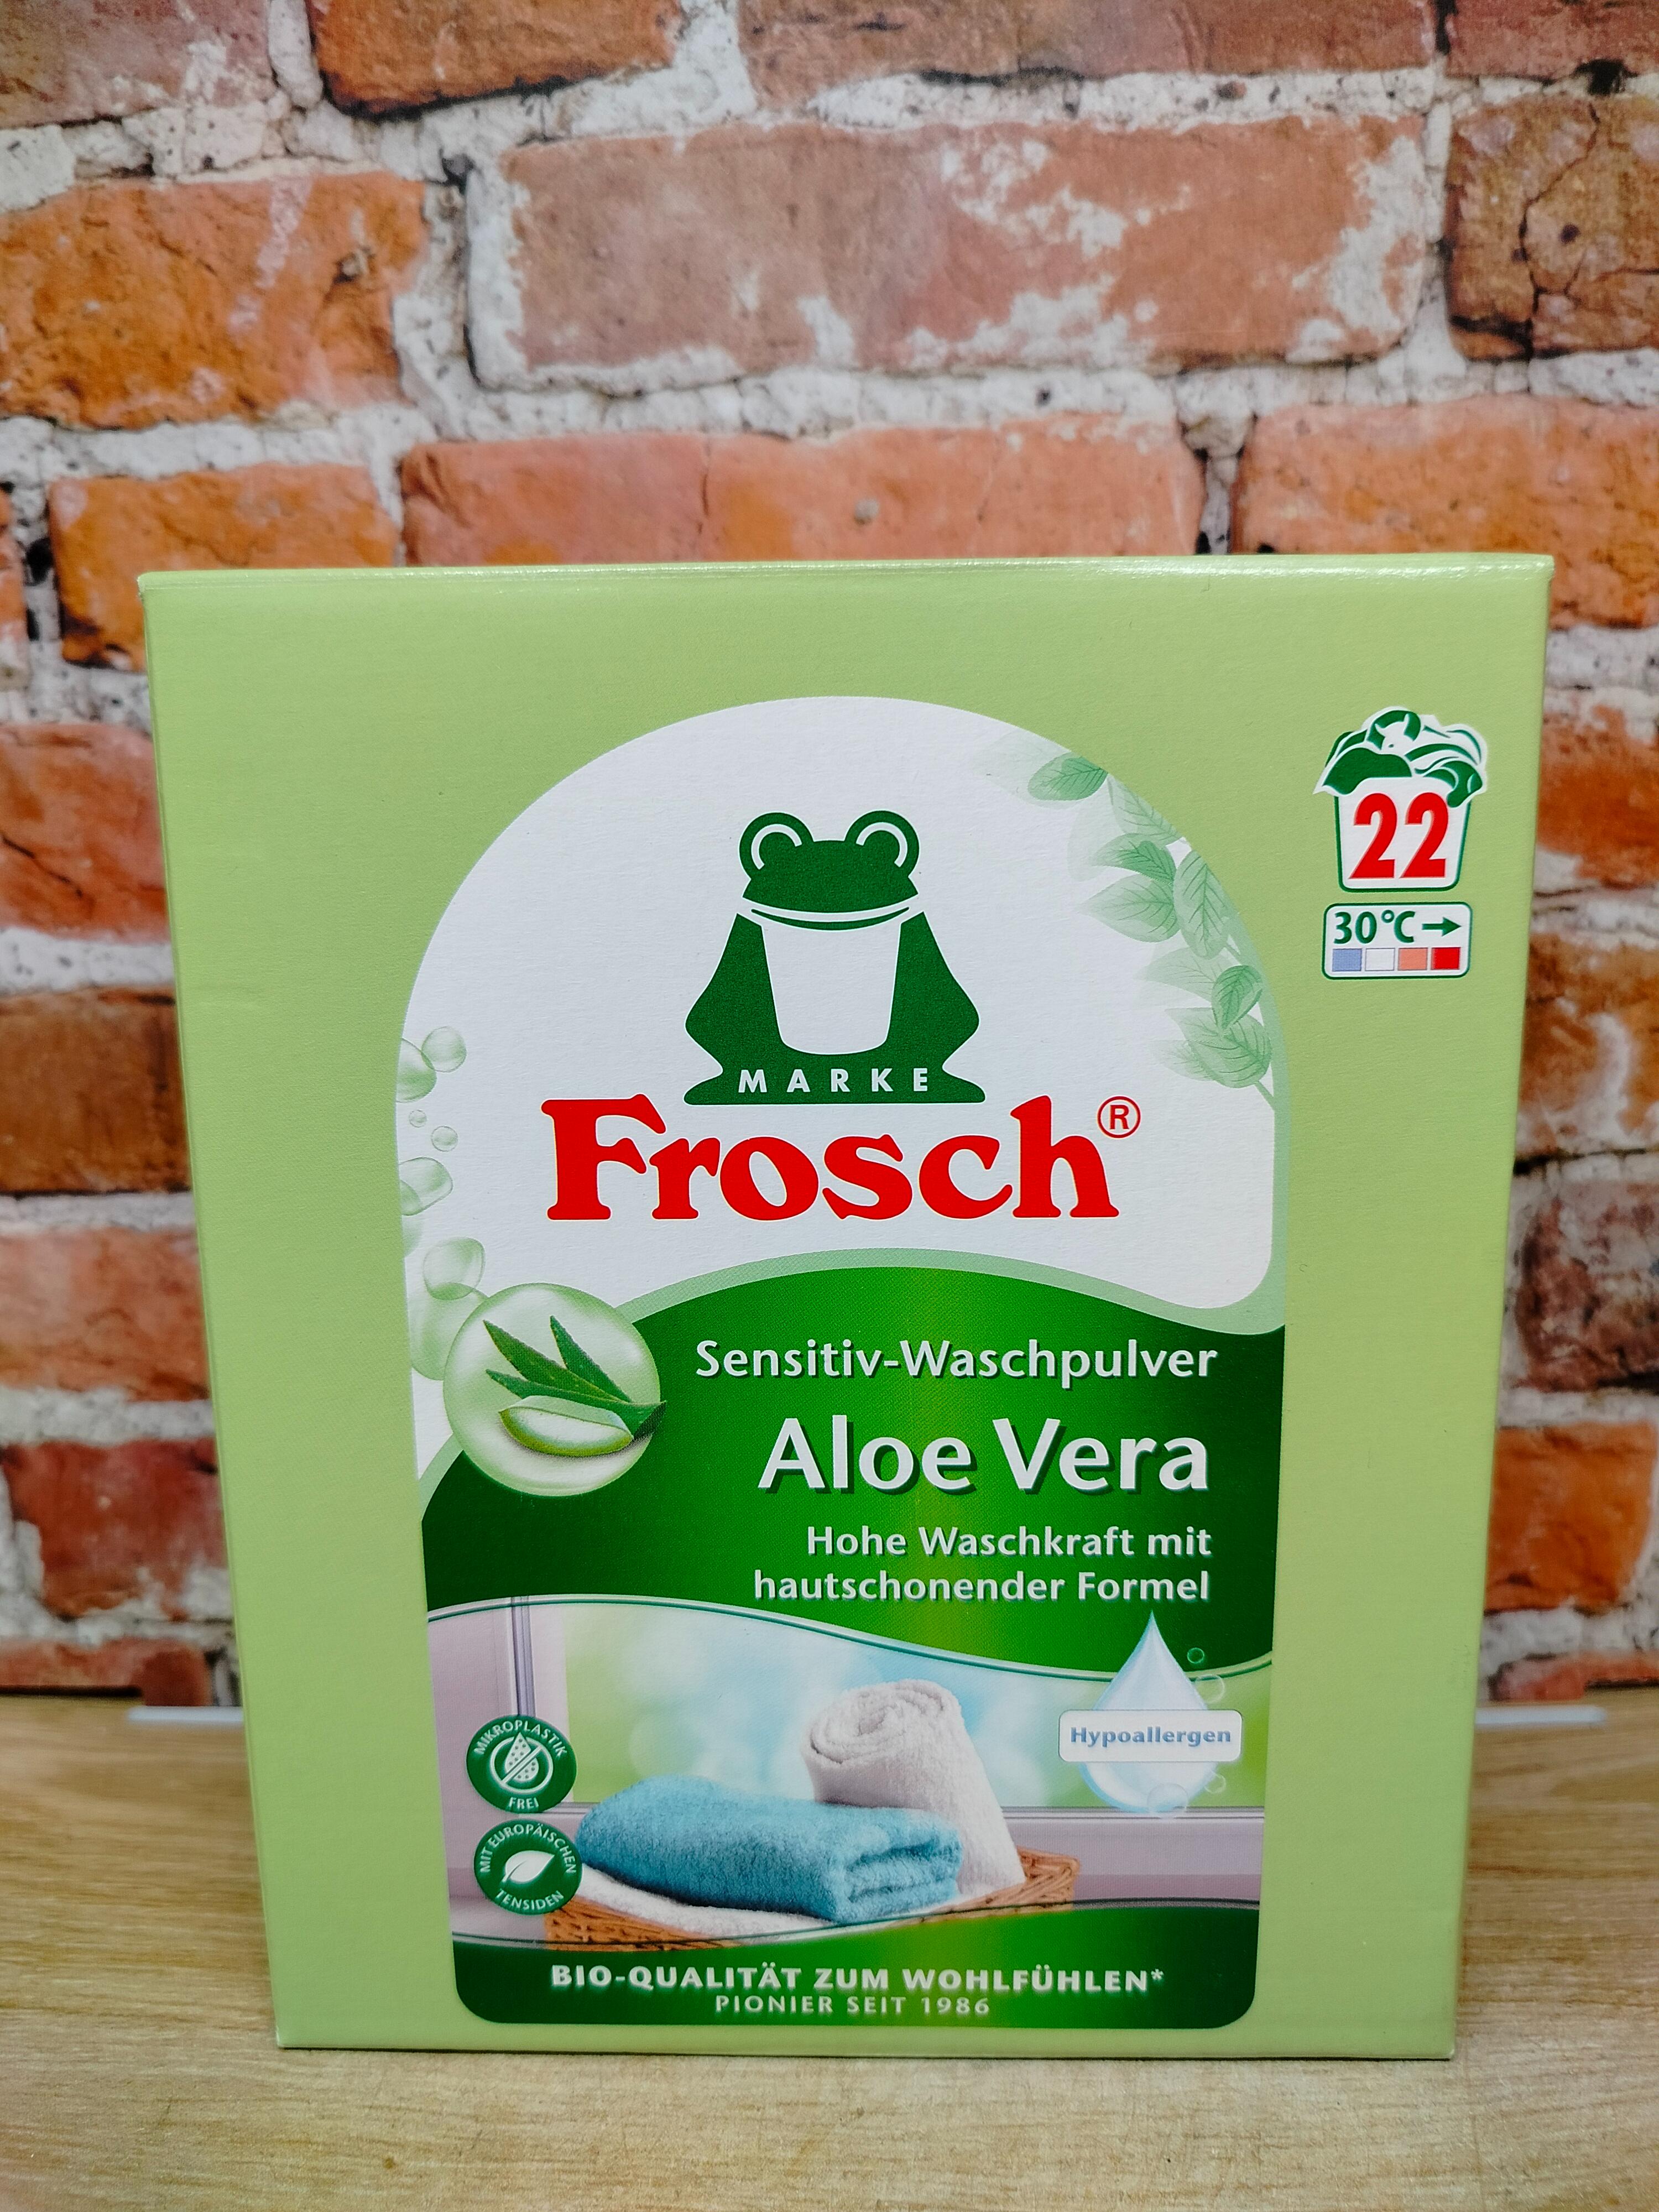 22
30°C→
MARKE
Frosch®
Sensitiv-Waschpulver
Aloe Vera
Hohe Waschkraft mit
hautschonender Formel
Hypoallergen
MIKROPLASTIK
FREI
MIT EUROPÄISCHEN
TENSIDEN
BIO-QUALITÄT ZUM WOHLFÜHLEN*
PIONIER SEIT 1986